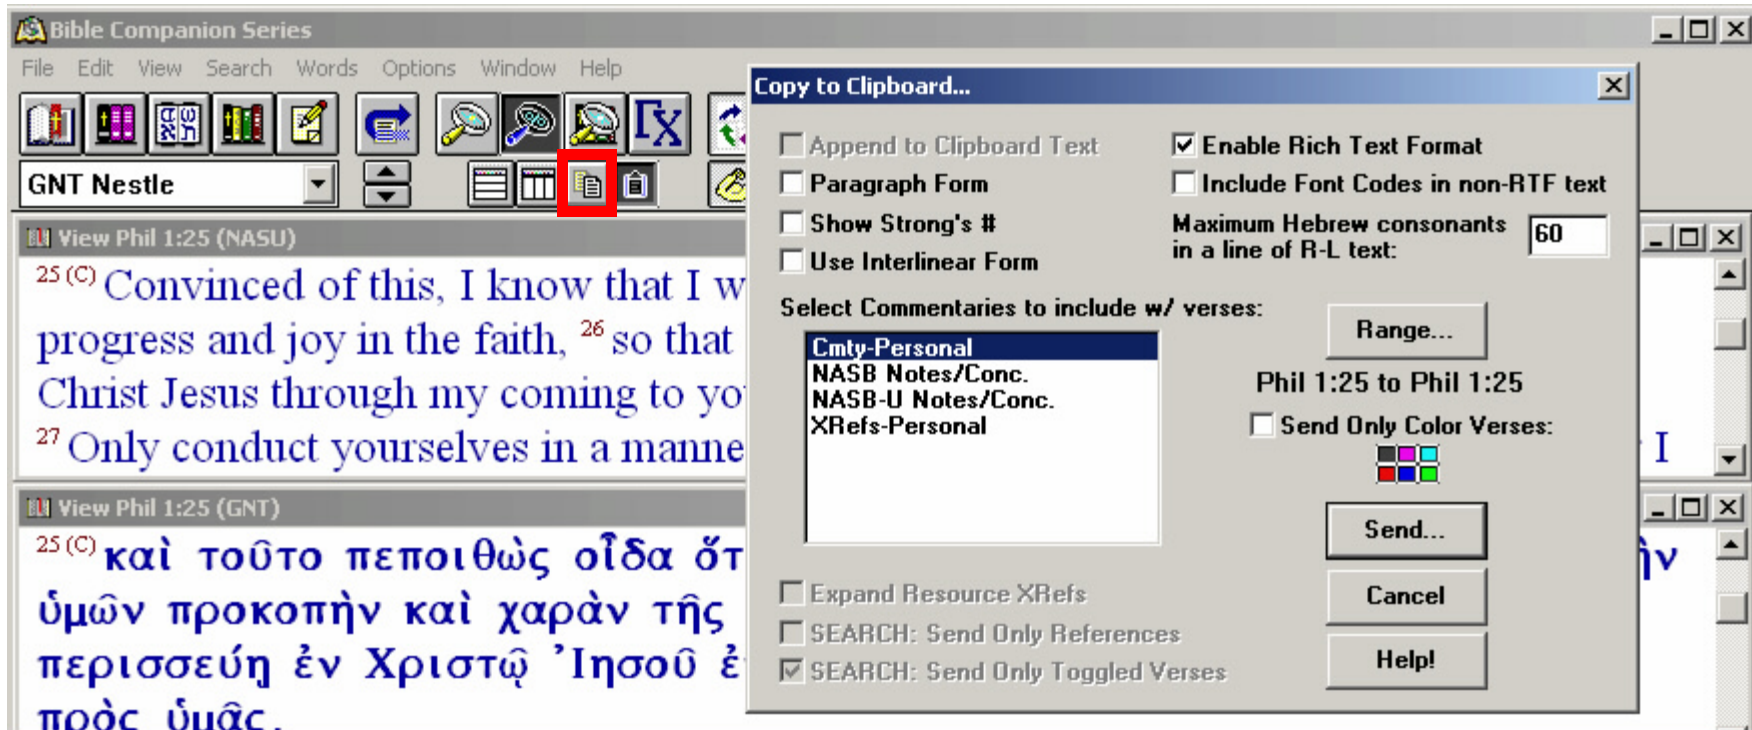 Bible Companion Series
File Edit View Search Words Options Window Help
GNT Nestle
View Phil 1:25 (NASU)
25 (C) Convinced of this, I know that I w
progress and joy in the faith, 26 so that
Christ Jesus through my coming to yo
27 Only conduct yourselves in a manne
I
View Phil 1:25 (GNT)
25 (C) καὶ τοῦτο πεποιθὼς οἶδα ὅτ
ὴν
ὑμῶν προκοπὴν καὶ χαρὰν τῆς
περισσεύῃ ἐν Χριστῷ Ἰησοῦ ἐ
πρὸς ὑμᾶς.
Copy to Clipboard...
Append to Clipboard Text
Enable Rich Text Format
Paragraph Form
Include Font Codes in non-RTF text
Show Strong's #
Maximum Hebrew consonants
in a line of R-L text:
60
Use Interlinear Form
Select Commentaries to include w/ verses:
Cmty-Personal
NASB Notes/Conc.
NASB-U Notes/Conc.
XRefs-Personal
Range...
Phil 1:25 to Phil 1:25
Send Only Color Verses:
Send...
Cancel
Help!
Expand Resource XRefs
SEARCH: Send Only References
SEARCH: Send Only Toggled Verses